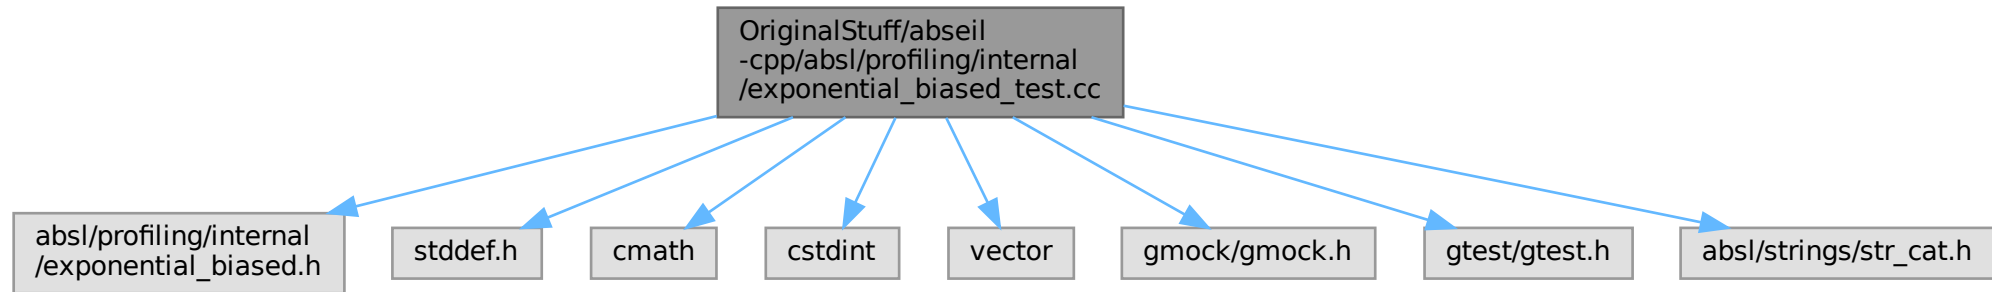 OriginalStuff/abseil
-cpp/absl/profiling/internal
/exponential_biased_test.cc
absl/profiling/internal
/exponential_biased.h
stddef.h
cmath
cstdint
vector
gmock/gmock.h
gtest/gtest.h
absl/strings/str_cat.h